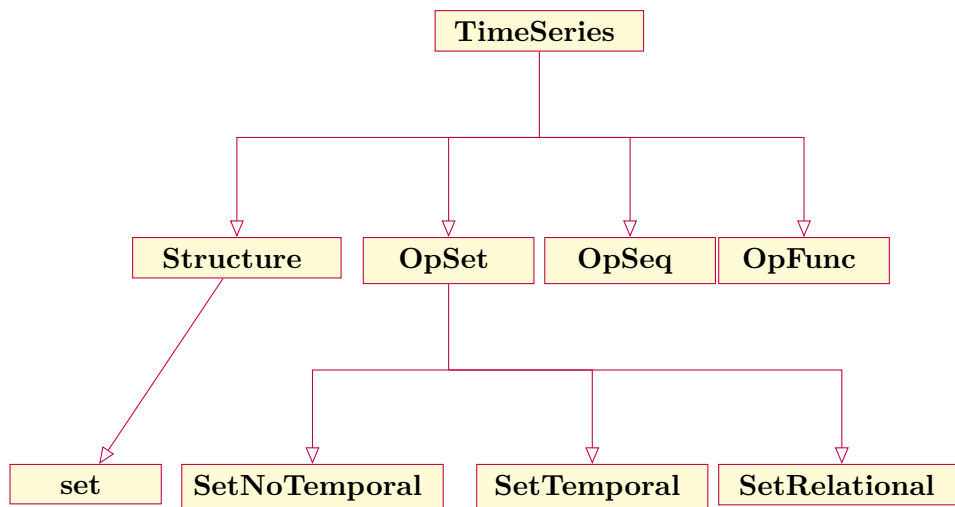 TimeSeries
Structure
OpSet
OpSeq
OpFunc
set
SetNoTemporal
SetTemporal
SetRelational